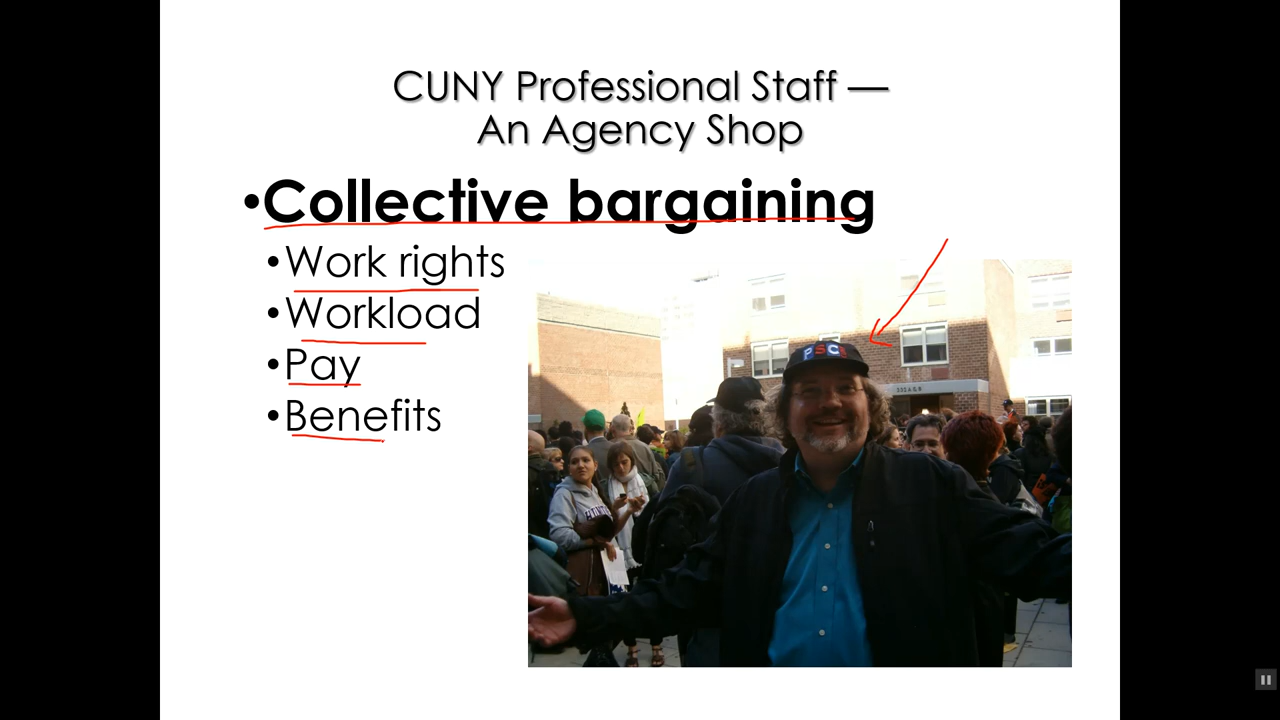 CUNY Professional Staff —
An Agency Shop
•Collective bargaining
•Work rights
•Workload
•Pay
•Benefits
PSC